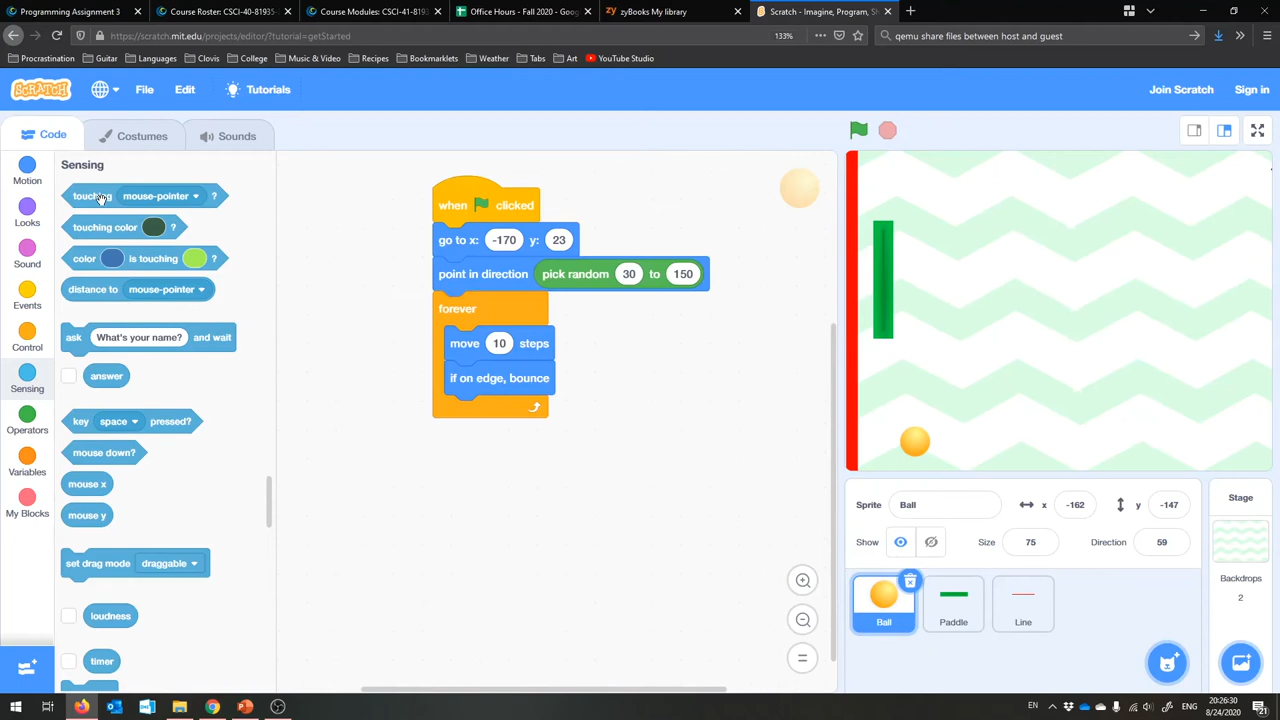 Programming Assignment 3
Course Roster: CSCI-40-81935-
Course Modules: CSCI-41-8193
Office Hours - Fall 2020 - Goog
zy zyBooks My library
Scratch - Imagine, Program, Sh
https://scratch.mit.edu/projects/editor/?tutorial=getStarted
133%
qemu share files between host and guest
Procrastination
Guitar
Languages
Clovis
College
Music & Video
Recipes
Bookmarklets
Weather
Tabs
Art
YouTube Studio
SCRATCH
File
Edit
Tutorials
Join Scratch
Sign in
Code
Costumes
Sounds
Motion
Looks
Sound
Events
Control
Sensing
Operators
Variables
My Blocks
Sensing
touching mouse-pointer ?
touching color ?
color is touching ?
distance to mouse-pointer
ask What's your name? and wait
answer
key space pressed?
mouse down?
mouse x
mouse y
set drag mode draggable
loudness
timer
when clicked
go to x: -170 y: 23
point in direction pick random 30 to 150
forever
move 10 steps
if on edge, bounce
Sprite Ball x -162 y -147
Show Size 75 Direction 59
Ball
Paddle
Line
Stage
Backdrops
2
EN
20:26:30
8/24/2020
21